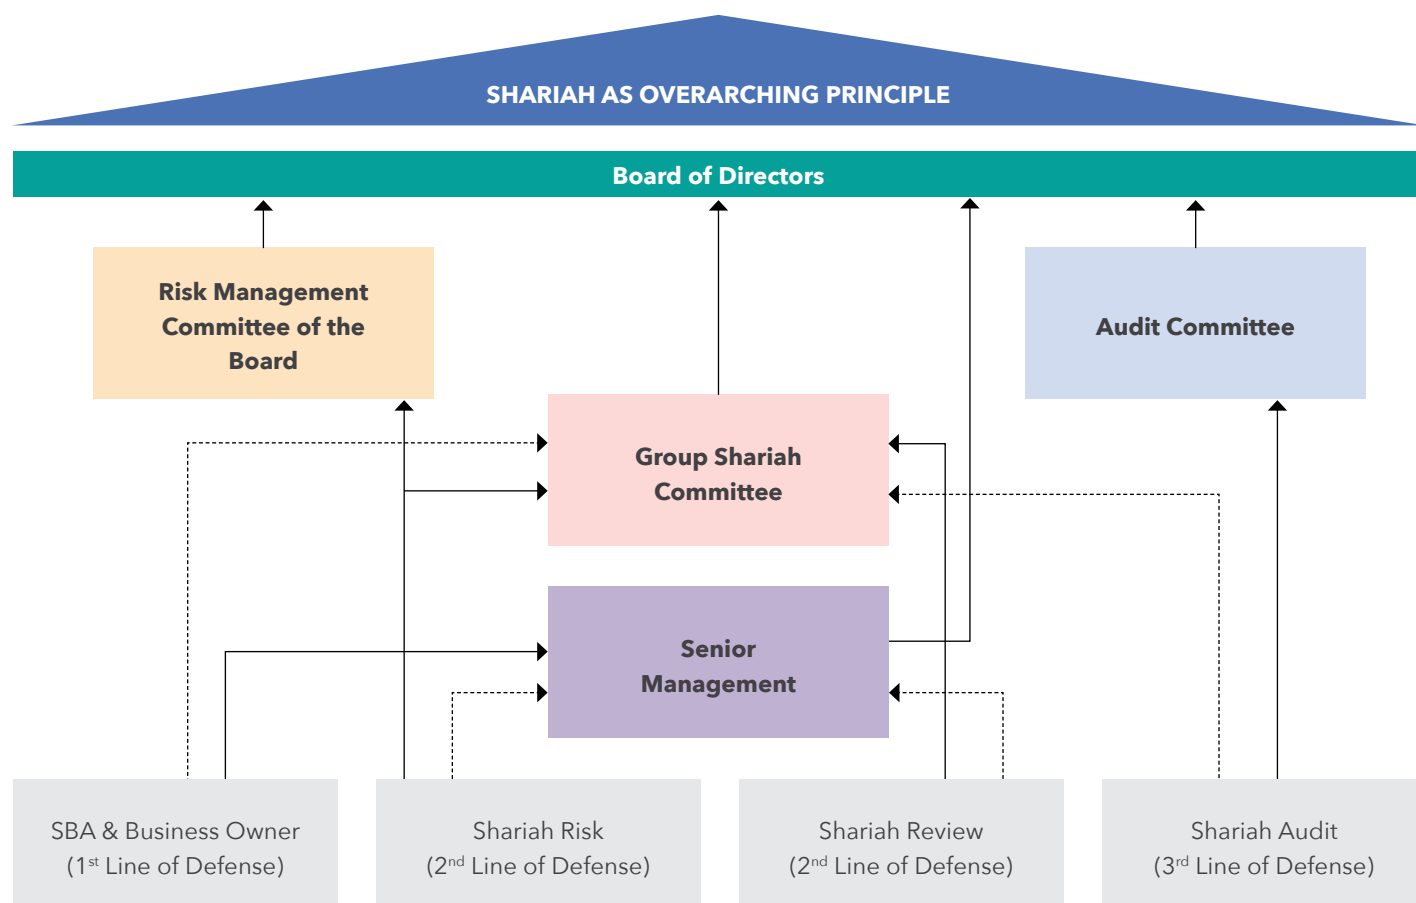 SHARIAH AS OVERARCHING PRINCIPLE
Board of Directors
Risk Management
Committee of the
Board
Audit Committee
Group Shariah
Committee
Senior
Management
SBA & Business Owner
(1st Line of Defense)
Shariah Risk
(2nd Line of Defense)
Shariah Review
(2nd Line of Defense)
Shariah Audit
(3rd Line of Defense)